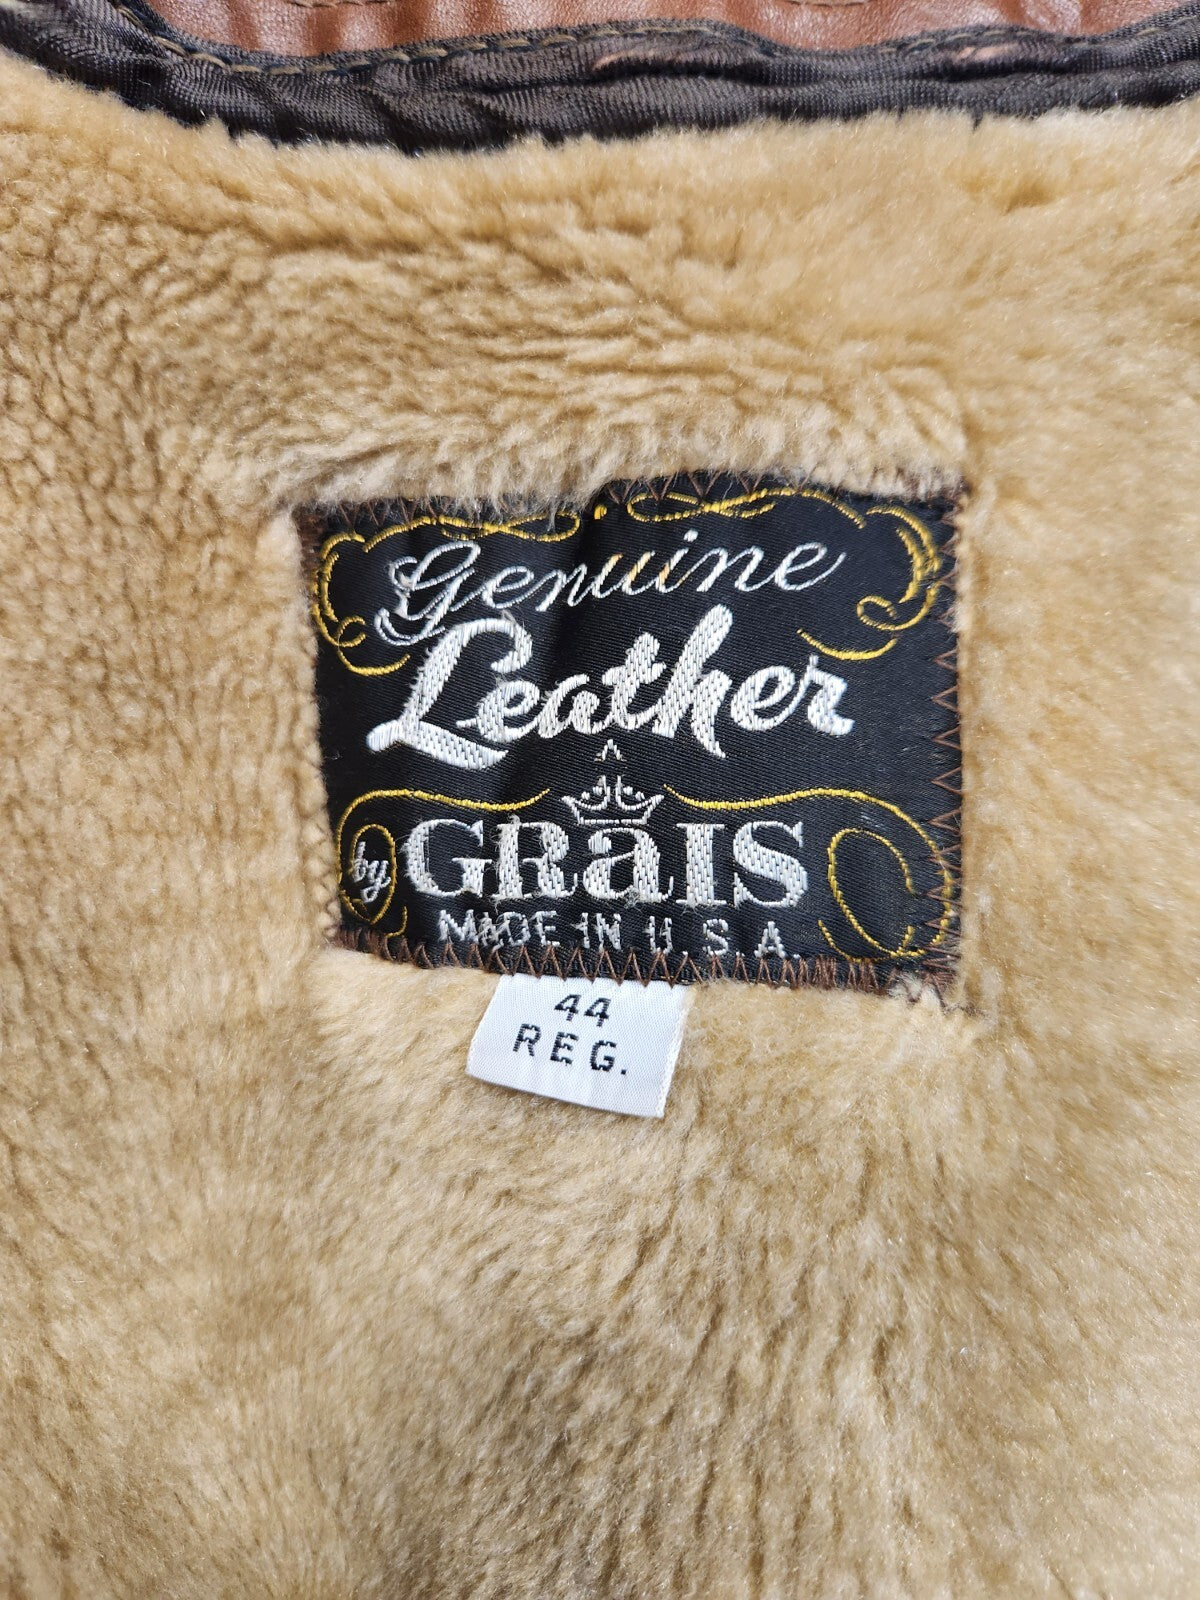 Genuine
Leather
by GRaIS
MADE IN U.S.A.
44
REG.